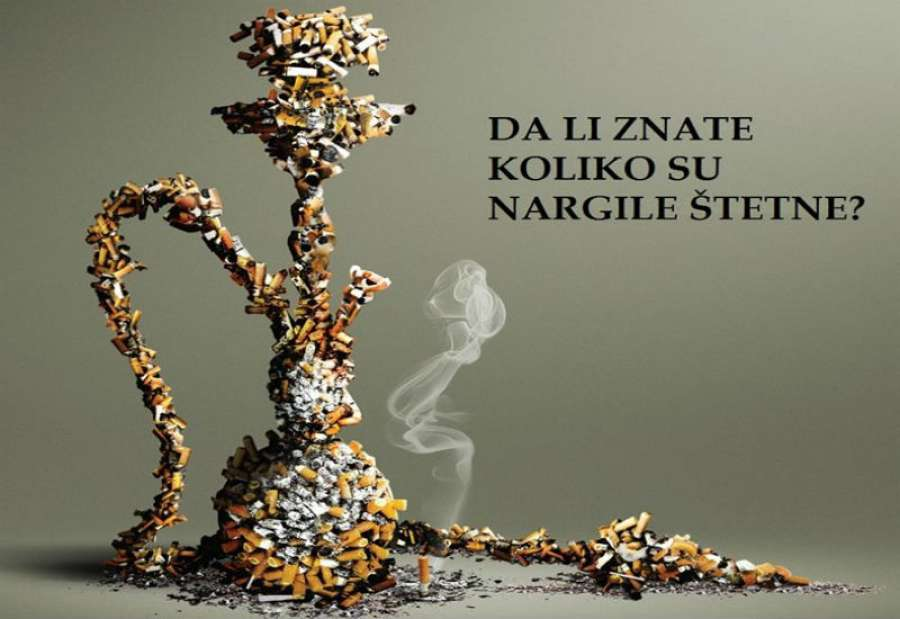 DA LI ZNATE
KOLIKO SU
NARGILE ŠTETNE?